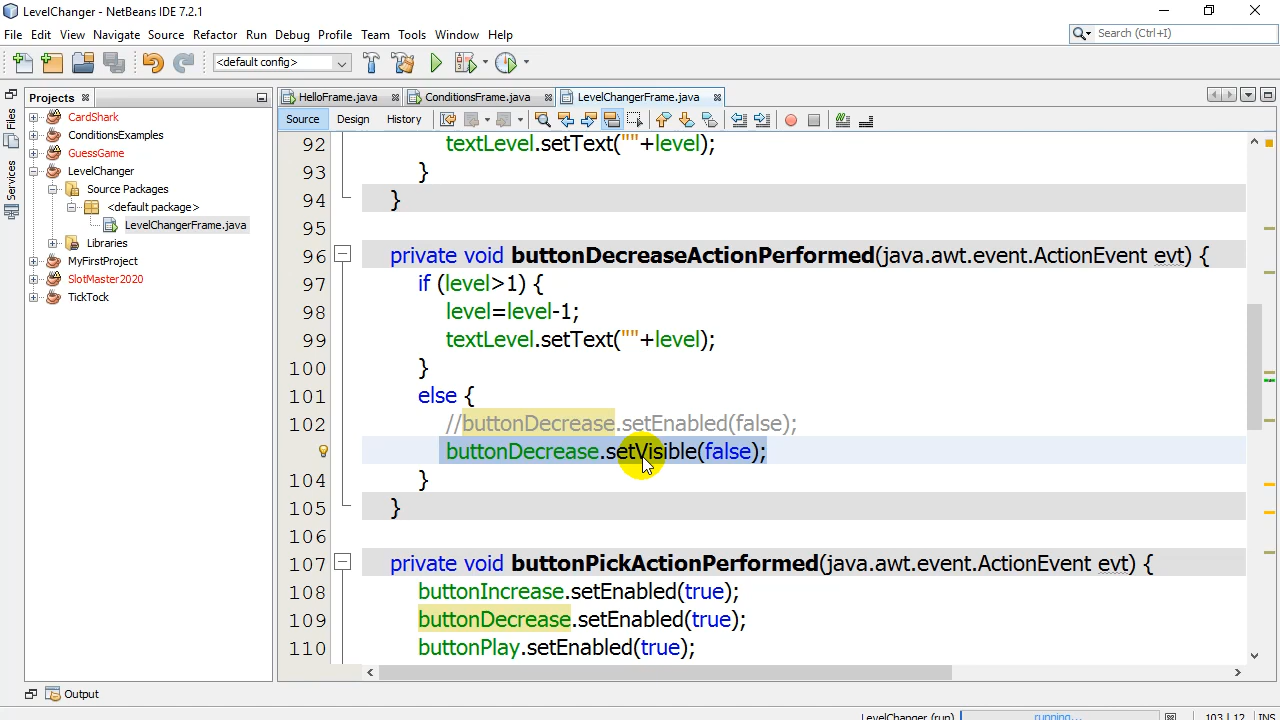 LevelChanger - NetBeans IDE 7.2.1
File Edit View Navigate Source Refactor Run Debug Profile Team Tools Window Help
Search (Ctrl+I)
<default config>
Projects
HelloFrame.java
ConditionsFrame.java
LevelChangerFrame.java
Source Design History
Files
Services
CardShark
ConditionsExamples
GuessGame
LevelChanger
Source Packages
<default package>
LevelChangerFrame.java
Libraries
MyFirstProject
SlotMaster2020
TickTock
92 textLevel.setText(""+level);
93 }
94 }
95
96 private void buttonDecreaseActionPerformed(java.awt.event.ActionEvent evt) {
97 if (level>1) {
98 level=level-1;
99 textLevel.setText(""+level);
100 }
101 else {
102 //buttonDecrease.setEnabled(false);
buttonDecrease.setVisible(false);
104 }
105 }
106
107 private void buttonPickActionPerformed(java.awt.event.ActionEvent evt) {
108 buttonIncrease.setEnabled(true);
109 buttonDecrease.setEnabled(true);
110 buttonPlay.setEnabled(true);
Output
LevelChanger (run) running... 103 | 12 INS